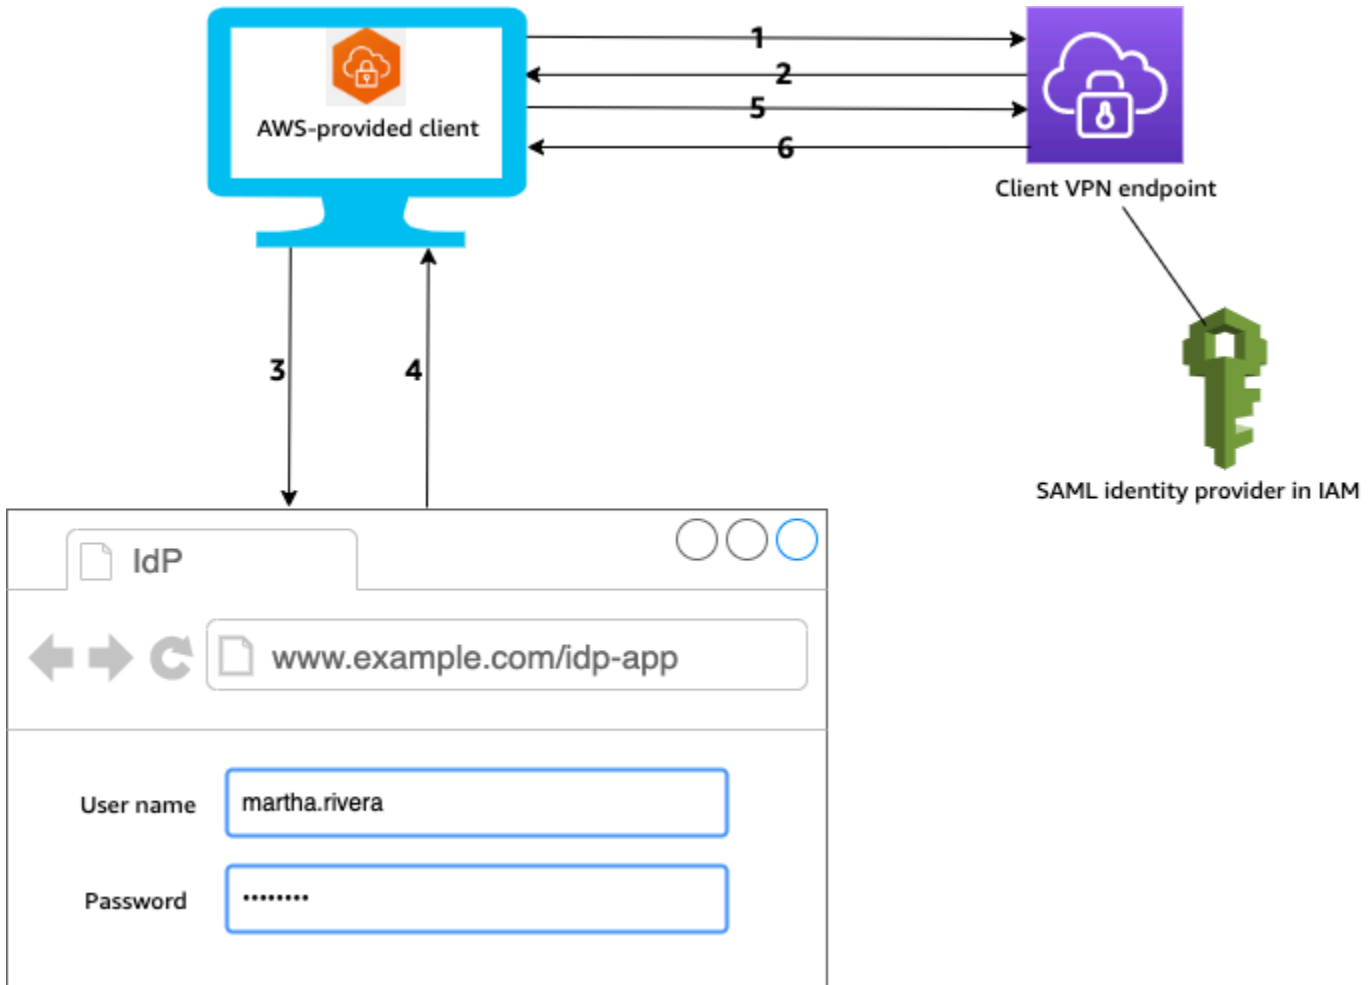 1
2
5
6
AWS-provided client
Client VPN endpoint
3
4
SAML identity provider in IAM
IdP
www.example.com/idp-app
User name
martha.rivera
Password
••••••••